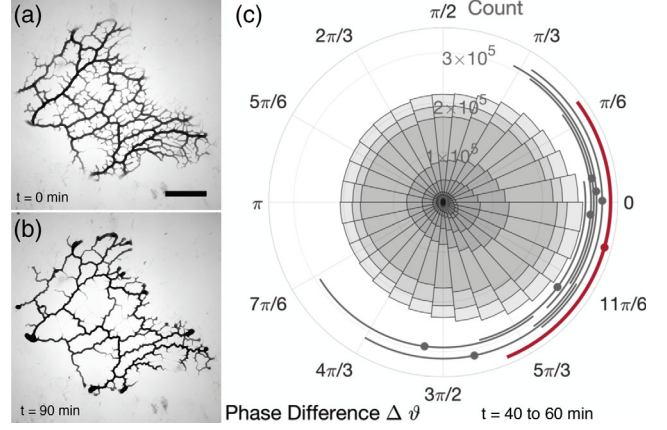 (a)
t = 0 min
(b)
t = 90 min
(c)
π/2 Count
2π/3
π/3
3×10⁵
5π/6
π/6
2×10⁵
1×10⁵
π
0
7π/6
11π/6
4π/3
5π/3
3π/2
Phase Difference Δ ϑ
t = 40 to 60 min